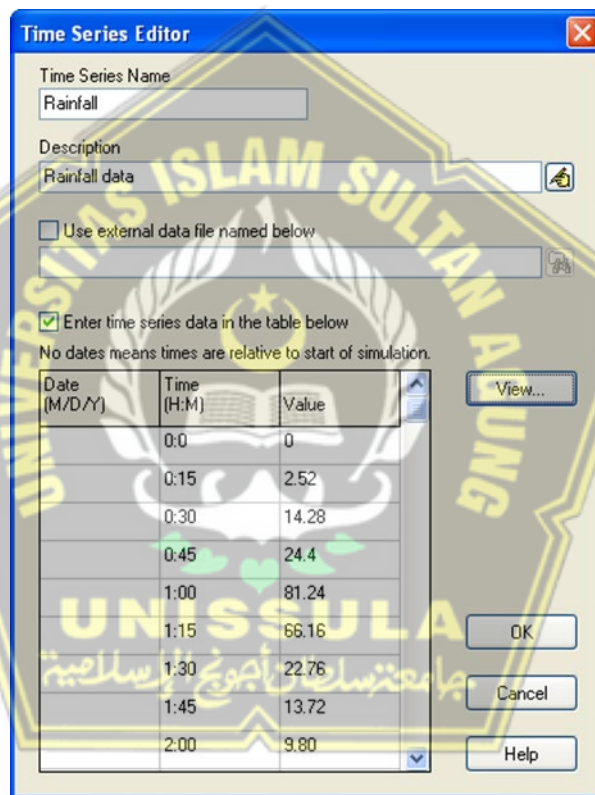 Time Series Editor
Time Series Name
Rainfall
Description
Rainfall data
Use external data file named below
Enter time series data in the table below
No dates means times are relative to start of simulation.
Date (M/D/Y) Time (H:M) Value
View...
0:0 0
0:15 2.52
0:30 14.28
0:45 24.4
1:00 81.24
1:15 66.16
1:30 22.76
1:45 13.72
2:00 9.80
OK
Cancel
Help
UNIVERSITAS ISLAM SULTAN AGUNG
UNISSULA
جامعة سلطان أجونج الإسلامية